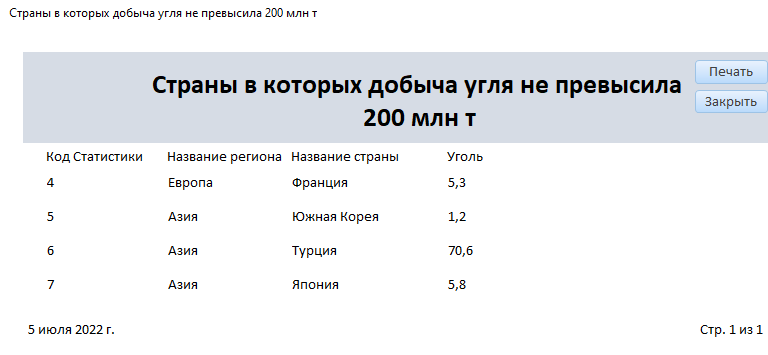 Страны в которых добыча угля не превысила 200 млн т
Страны в которых добыча угля не превысила
200 млн т
Печать
Закрыть
Код Статистики Название региона Название страны Уголь
4 Европа Франция 5,3
5 Азия Южная Корея 1,2
6 Азия Турция 70,6
7 Азия Япония 5,8
5 июля 2022 г. Стр. 1 из 1